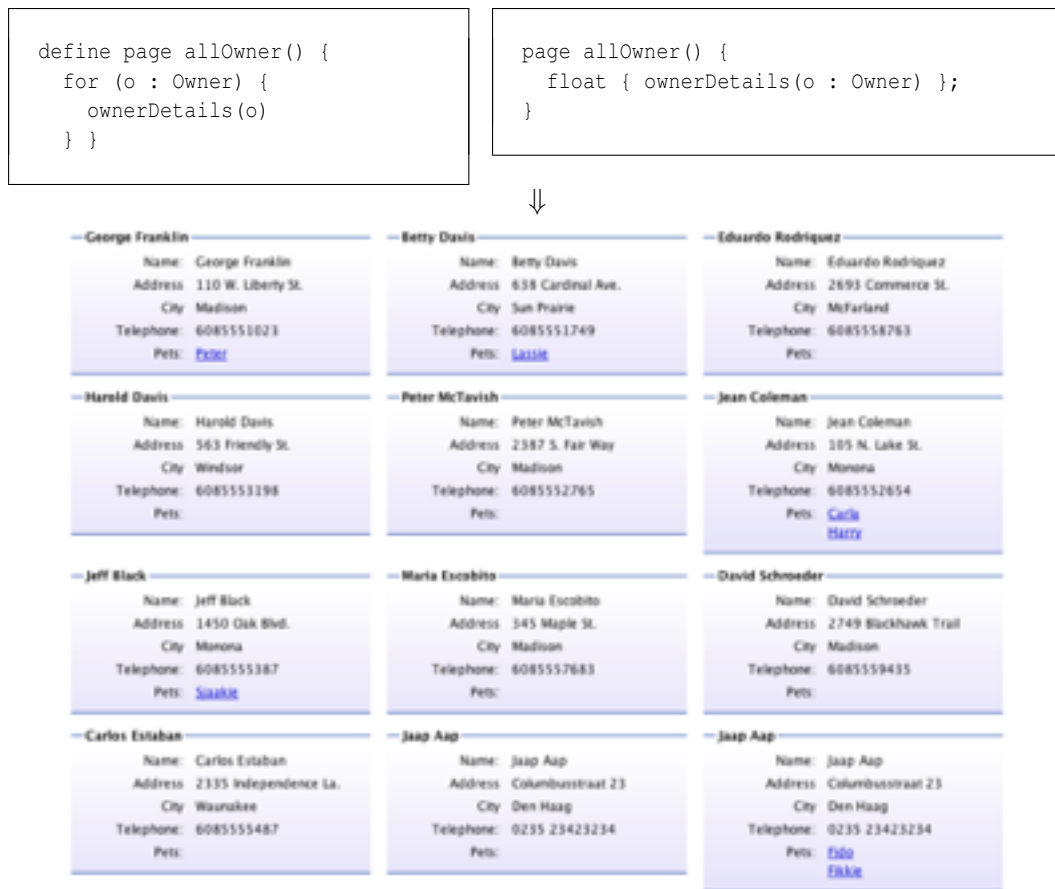 define page allOwner() {
for (o : Owner) {
ownerDetails(o)
} }
page allOwner() {
float { ownerDetails(o : Owner) };
}
⇓
George Franklin
Name: George Franklin
Address 110 W. Liberty St.
City Madison
Telephone: 6085551023
Pets: Peter
Betty Davis
Name: Betty Davis
Address 638 Cardinal Ave.
City Sun Prairie
Telephone: 6085551749
Pets: Lassie
Eduardo Rodriquez
Name: Eduardo Rodriquez
Address 2693 Commerce St.
City McFarland
Telephone: 6085558763
Pets:
Harold Davis
Name: Harold Davis
Address 563 Friendly St.
City Windsor
Telephone: 6085553198
Pets:
Peter McTavish
Name: Peter McTavish
Address 2387 S. Fair Way
City Madison
Telephone: 6085552765
Pets:
Jean Coleman
Name: Jean Coleman
Address 105 N. Lake St.
City Monona
Telephone: 6085552654
Pets: Carla
Harry
Jeff Black
Name: Jeff Black
Address 1450 Oak Blvd.
City Monona
Telephone: 6085555387
Pets: Sjaakie
Maria Escobito
Name: Maria Escobito
Address 345 Maple St.
City Madison
Telephone: 6085557683
Pets:
David Schroeder
Name: David Schroeder
Address 2749 Blackhawk Trail
City Madison
Telephone: 6085559435
Pets:
Carlos Estaban
Name: Carlos Estaban
Address 2335 Independence La.
City Waunakee
Telephone: 6085555487
Pets:
Jaap Aap
Name: Jaap Aap
Address Columbusstraat 23
City Den Haag
Telephone: 0235 23423234
Pets:
Jaap Aap
Name: Jaap Aap
Address Columbusstraat 23
City Den Haag
Telephone: 0235 23423234
Pets: Fido
Fikkie